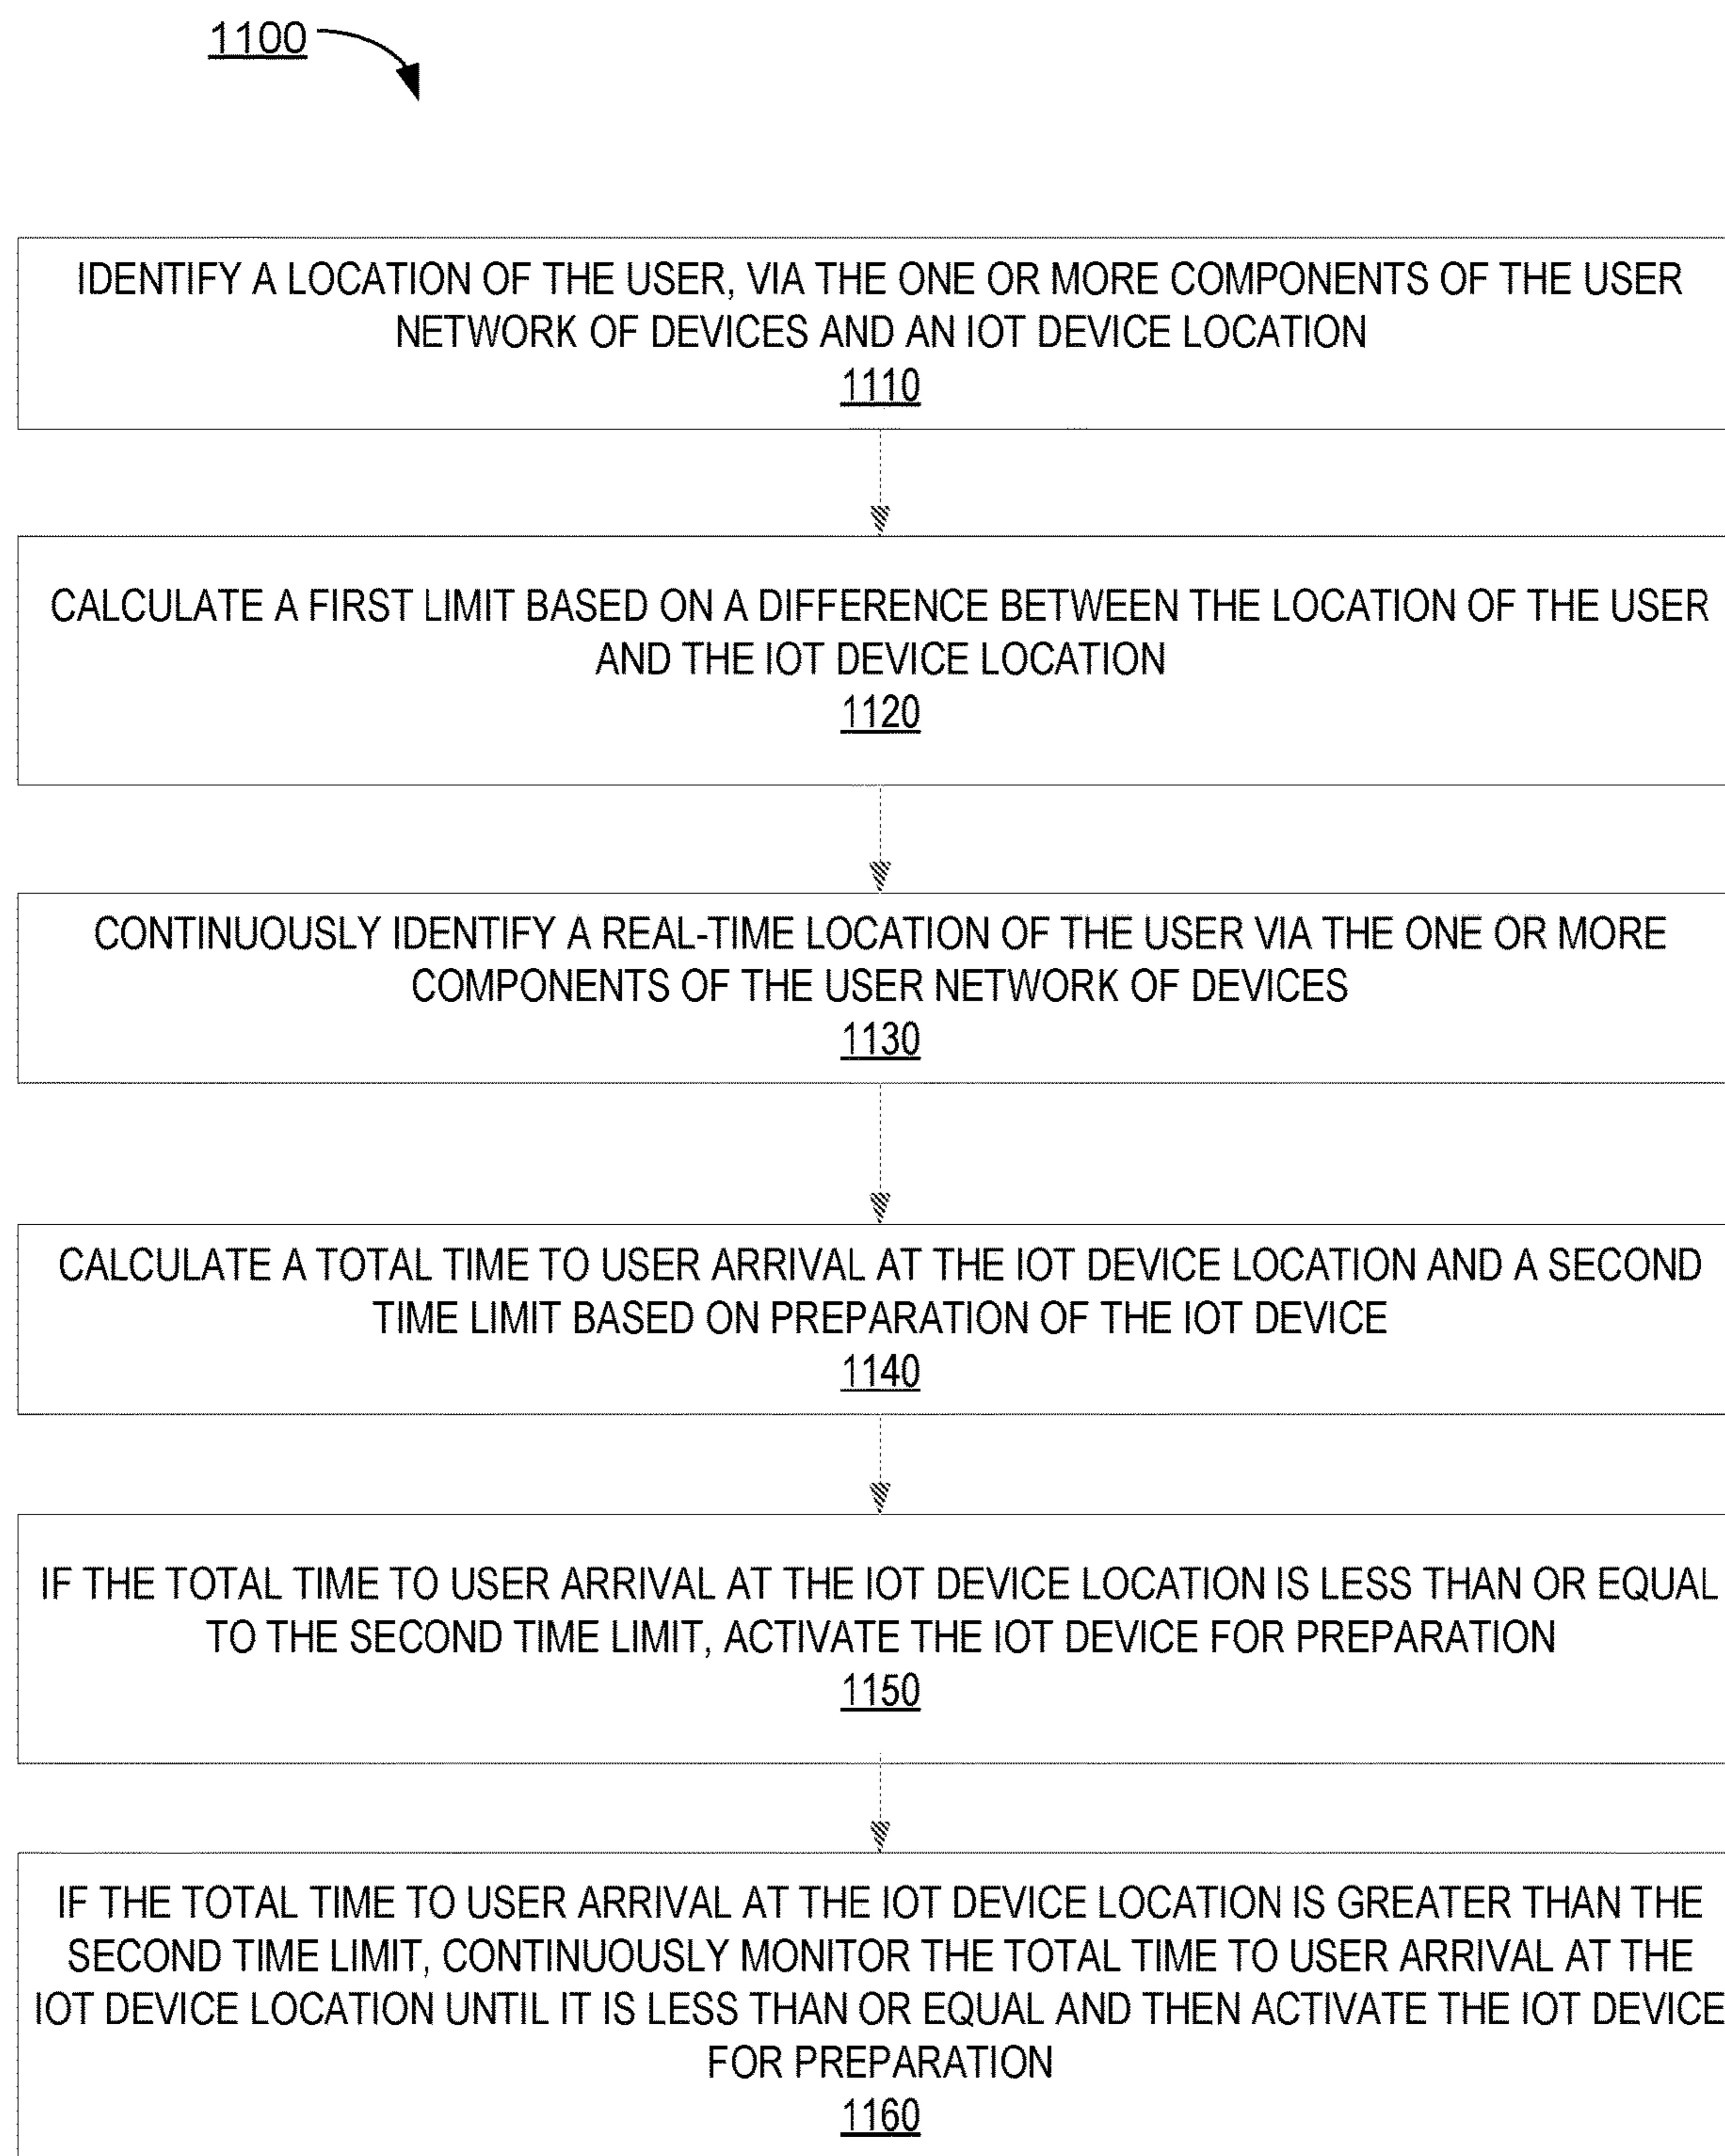 1100
IDENTIFY A LOCATION OF THE USER, VIA THE ONE OR MORE COMPONENTS OF THE USER
NETWORK OF DEVICES AND AN IOT DEVICE LOCATION
1110
CALCULATE A FIRST LIMIT BASED ON A DIFFERENCE BETWEEN THE LOCATION OF THE USER
AND THE IOT DEVICE LOCATION
1120
CONTINUOUSLY IDENTIFY A REAL-TIME LOCATION OF THE USER VIA THE ONE OR MORE
COMPONENTS OF THE USER NETWORK OF DEVICES
1130
CALCULATE A TOTAL TIME TO USER ARRIVAL AT THE IOT DEVICE LOCATION AND A SECOND
TIME LIMIT BASED ON PREPARATION OF THE IOT DEVICE
1140
IF THE TOTAL TIME TO USER ARRIVAL AT THE IOT DEVICE LOCATION IS LESS THAN OR EQUAL
TO THE SECOND TIME LIMIT, ACTIVATE THE IOT DEVICE FOR PREPARATION
1150
IF THE TOTAL TIME TO USER ARRIVAL AT THE IOT DEVICE LOCATION IS GREATER THAN THE
SECOND TIME LIMIT, CONTINUOUSLY MONITOR THE TOTAL TIME TO USER ARRIVAL AT THE
IOT DEVICE LOCATION UNTIL IT IS LESS THAN OR EQUAL AND THEN ACTIVATE THE IOT DEVICE
FOR PREPARATION
1160